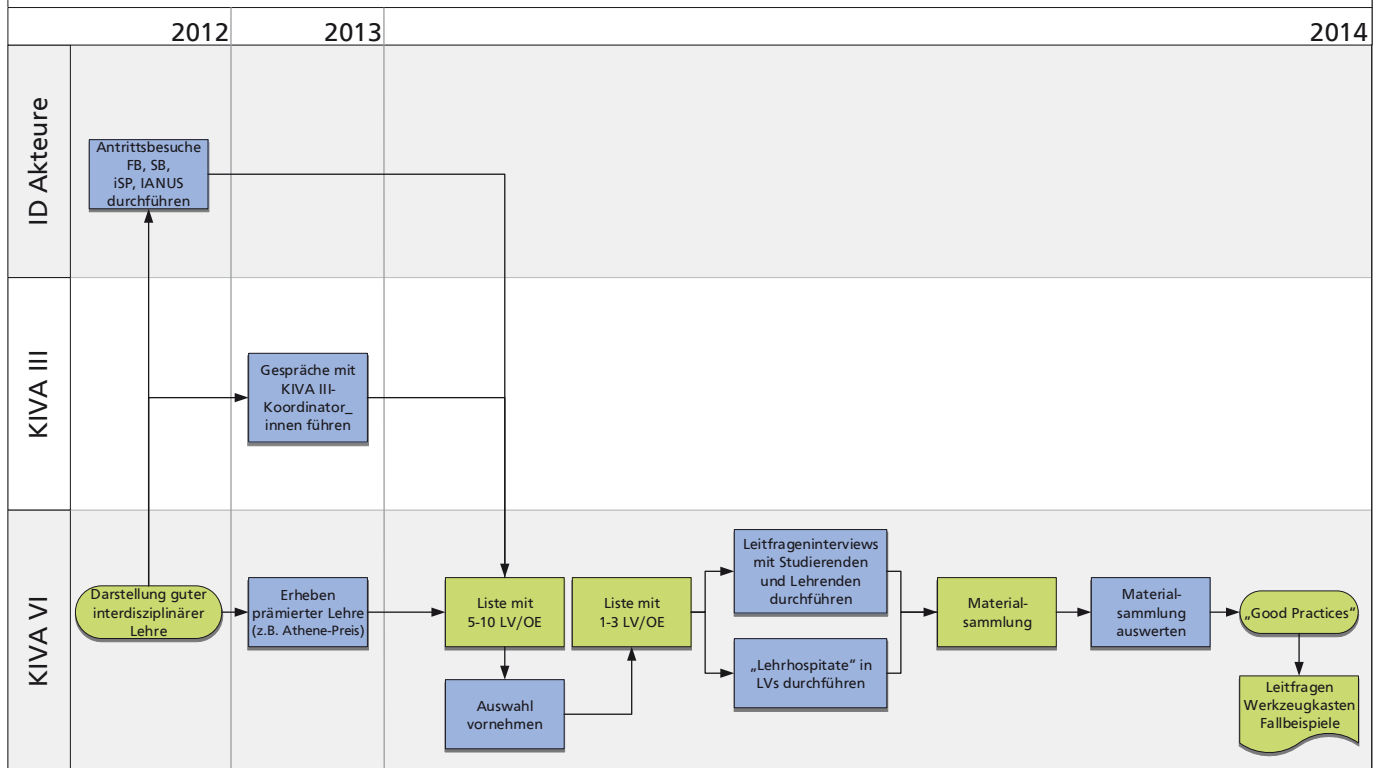 2012
2013
2014
ID Akteure
Antrittsbesuche
FB, SB,
iSP, IANUS
durchführen
KIVA III
Gespräche mit
KIVA III-
Koordinator_
innen führen
KIVA VI
Darstellung guter
interdisziplinärer
Lehre
Erheben
prämierter Lehre
(z.B. Athene-Preis)
Liste mit
5-10 LV/OE
Auswahl
vornehmen
Liste mit
1-3 LV/OE
Leitfrageninterviews
mit Studierenden
und Lehrenden
durchführen
„Lehrhospitate“ in
LVs durchführen
Material-
sammlung
Material-
sammlung
auswerten
„Good Practices“
Leitfragen
Werkzeugkasten
Fallbeispiele